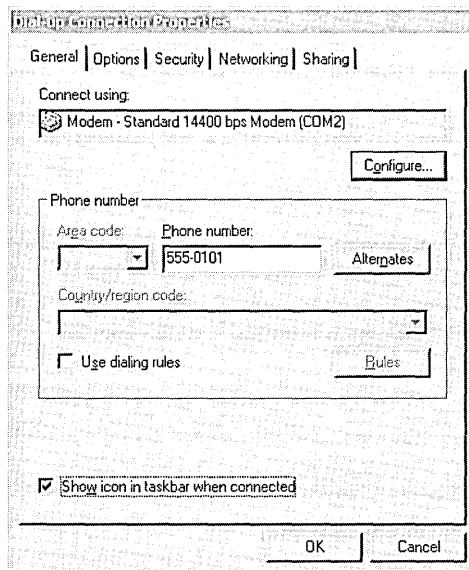 Dial-up Connection Properties
General Options Security Networking Sharing
Connect using:
Modem - Standard 14400 bps Modem (COM2)
Configure...
Phone number
Area code: Phone number:
555-0101 Alternates
Country/region code:
Use dialing rules Rules
Show icon in taskbar when connected
OK Cancel